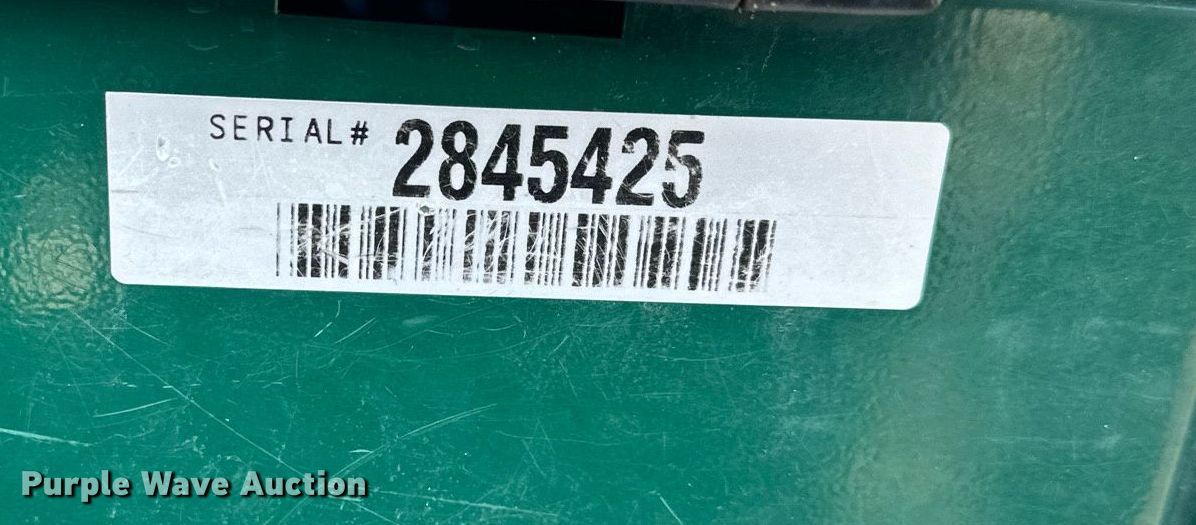 SERIAL# 2845425
Purple Wave Auction